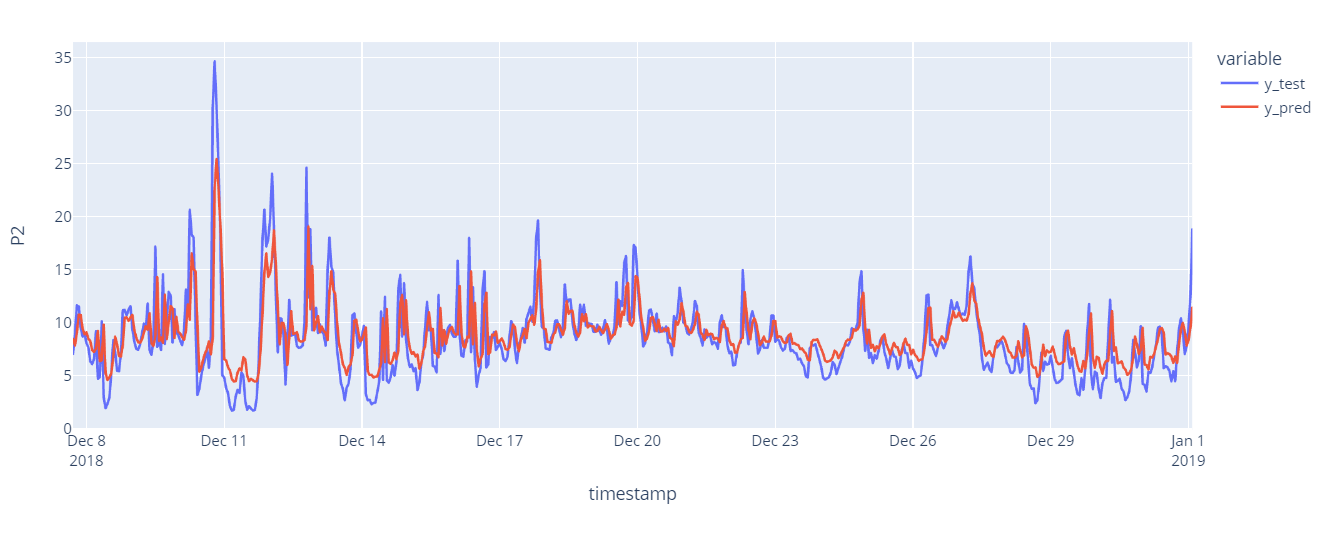 variable
y_test
y_pred
P2
35
30
25
20
15
10
5
0
Dec 8
2018
Dec 11
Dec 14
Dec 17
Dec 20
Dec 23
Dec 26
Dec 29
Jan 1
2019
timestamp